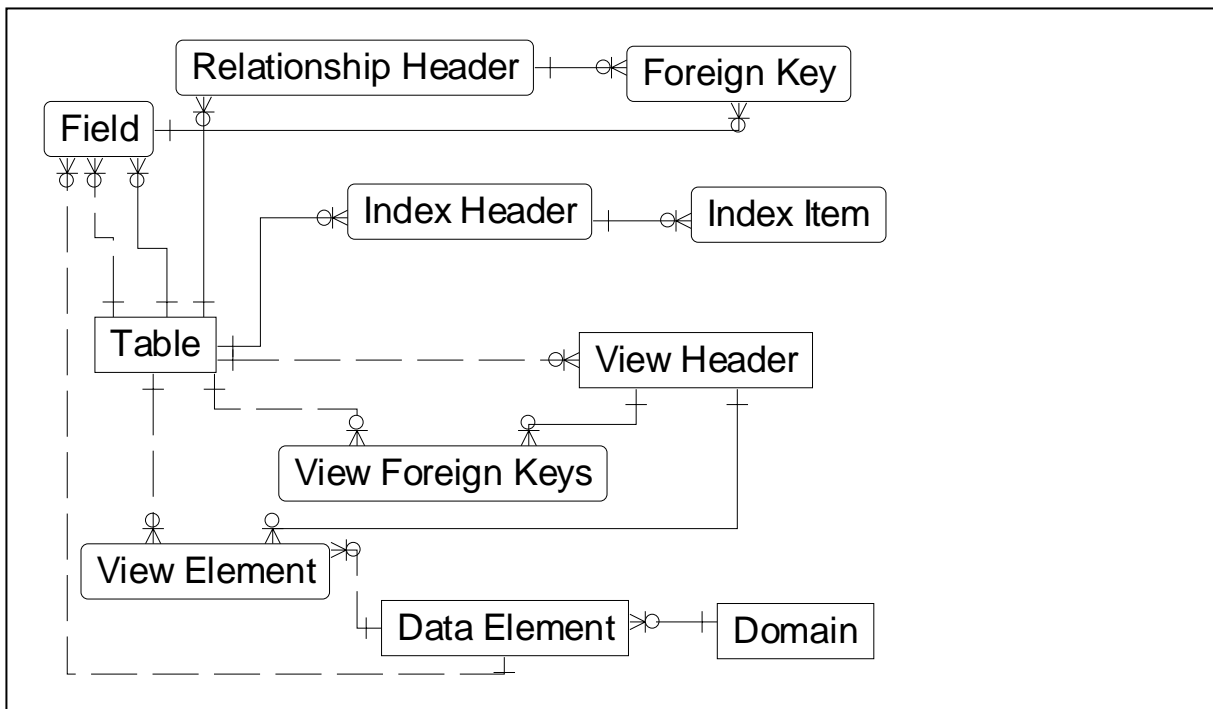 Relationship Header
Foreign Key
Field
Index Header
Index Item
Table
View Header
View Foreign Keys
View Element
Data Element
Domain